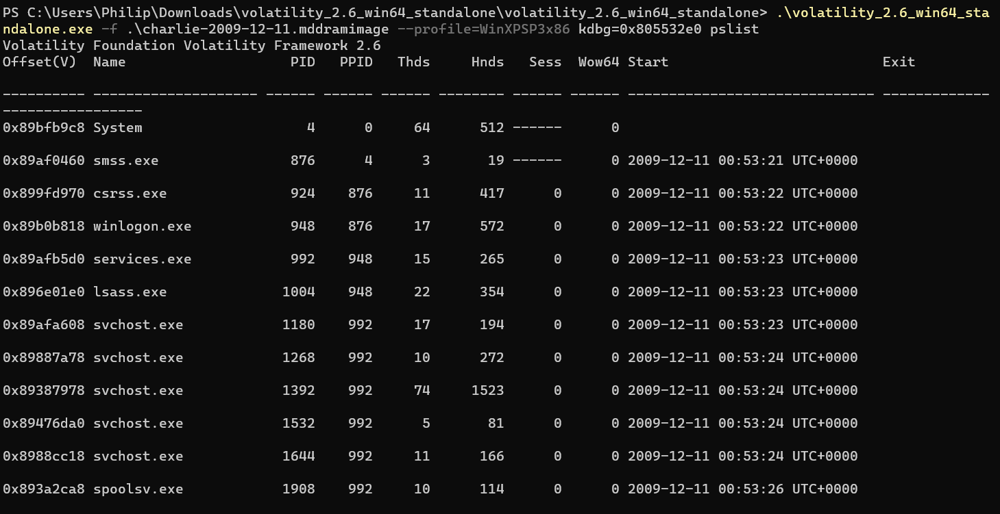 PS C:\Users\Philip\Downloads\volatility_2.6_win64_standalone\volatility_2.6_win64_standalone> .\volatility_2.6_win64_sta
ndalone.exe -f .\charlie-2009-12-11.mddramimage --profile=WinXPSP3x86 kdbg=0x805532e0 pslist
Volatility Foundation Volatility Framework 2.6
Offset(V)  Name                    PID   PPID   Thds     Hnds   Sess  Wow64 Start                          Exit
---------- -------------------- ------ ------ ------ -------- ------ ------ ------------------------------ -------------
-----------------
0x89bfb9c8 System                    4      0     64      512 ------      0
0x89af0460 smss.exe                876      4      3       19 ------      0 2009-12-11 00:53:21 UTC+0000
0x899fd970 csrss.exe               924    876     11      417      0      0 2009-12-11 00:53:22 UTC+0000
0x89b0b818 winlogon.exe            948    876     17      572      0      0 2009-12-11 00:53:22 UTC+0000
0x89afb5d0 services.exe            992    948     15      265      0      0 2009-12-11 00:53:23 UTC+0000
0x896e01e0 lsass.exe              1004    948     22      354      0      0 2009-12-11 00:53:23 UTC+0000
0x89afa608 svchost.exe            1180    992     17      194      0      0 2009-12-11 00:53:23 UTC+0000
0x89887a78 svchost.exe            1268    992     10      272      0      0 2009-12-11 00:53:24 UTC+0000
0x89387978 svchost.exe            1392    992     74     1523      0      0 2009-12-11 00:53:24 UTC+0000
0x89476da0 svchost.exe            1532    992      5       81      0      0 2009-12-11 00:53:24 UTC+0000
0x8988cc18 svchost.exe            1644    992     11      166      0      0 2009-12-11 00:53:24 UTC+0000
0x893a2ca8 spoolsv.exe            1908    992     10      114      0      0 2009-12-11 00:53:26 UTC+0000